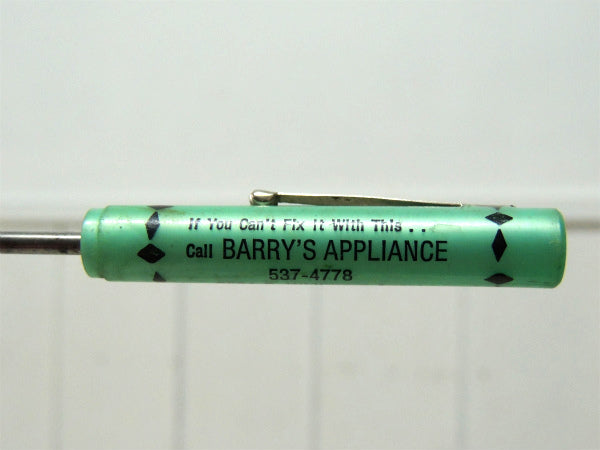 If You Can't Fix It With This . .
Call BARRY'S APPLIANCE
537-4778